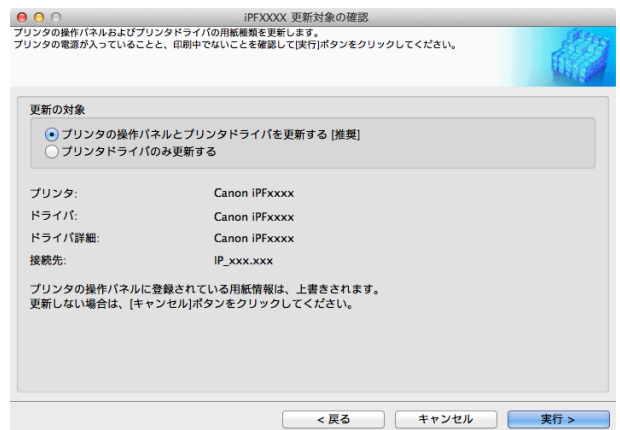 iPFXXXX 更新対象の確認
プリンタの操作パネルおよびプリンタドライバの用紙種類を更新します。
プリンタの電源が入っていることと、印刷中でないことを確認して[実行]ボタンをクリックしてください。
更新の対象
プリンタの操作パネルとプリンタドライバを更新する [推奨]
プリンタドライバのみ更新する
プリンタ: Canon iPFxxxx
ドライバ: Canon iPFxxxx
ドライバ詳細: Canon iPFxxxx
接続先: IP_xxx.xxx
プリンタの操作パネルに登録されている用紙情報は、上書きされます。
更新しない場合は、[キャンセル]ボタンをクリックしてください。
< 戻る キャンセル 実行 >